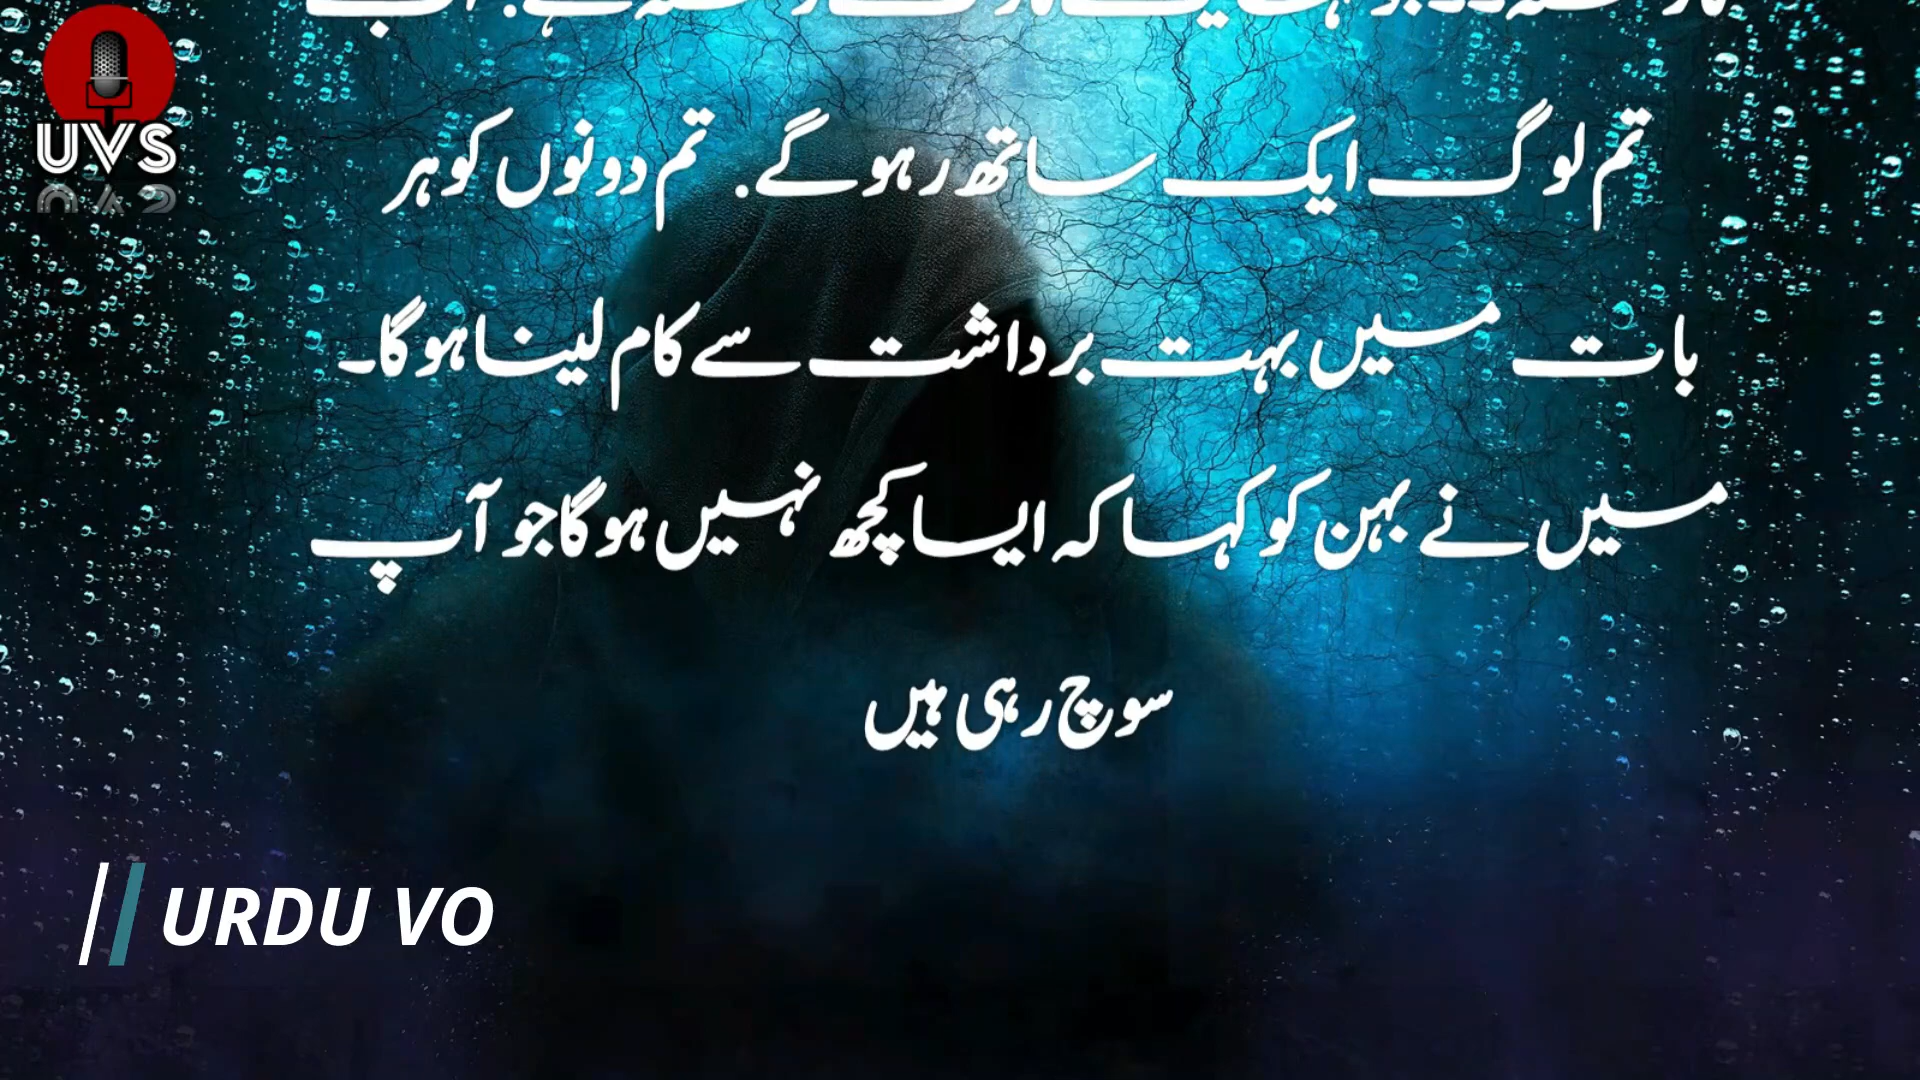 تم لوگ ایک ساتھ رہو گے. تم دونوں کو ہر
بات میں بہت برداشت سے کام لینا ہو گا۔
میں نے بہن کو کہا کہ ایسا کچھ نہیں ہو گا جو آپ
سوچ رہی ہیں
UVS
URDU VO